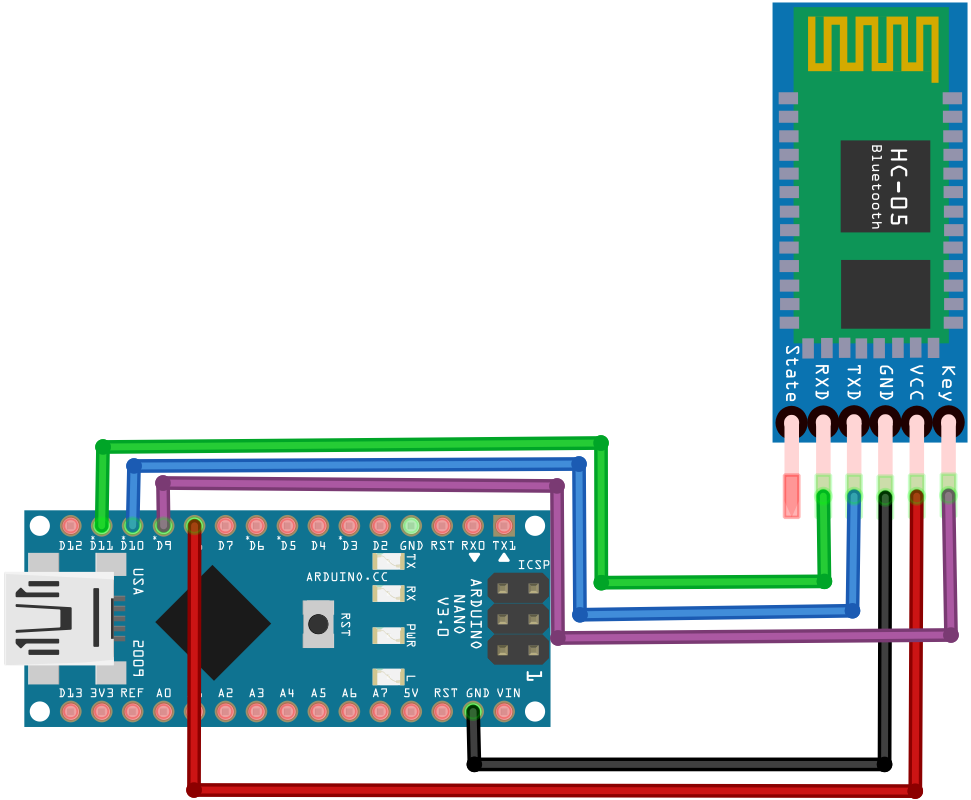 HC-05
Bluetooth
State
RXD
TXD
GND
VCC
Key
D12
D11
D10
D9
D7
D6
D5
D4
D3
D2
GND
RST
RX0
TX1
USA
2009
ARDUINO.CC
RST
TX
RX
PWR
L
ARDUINO
NANO
V3.0
ICSP
1
D13
3V3
REF
A0
A2
A3
A4
A5
A6
A7
5V
RST
GND
VIN